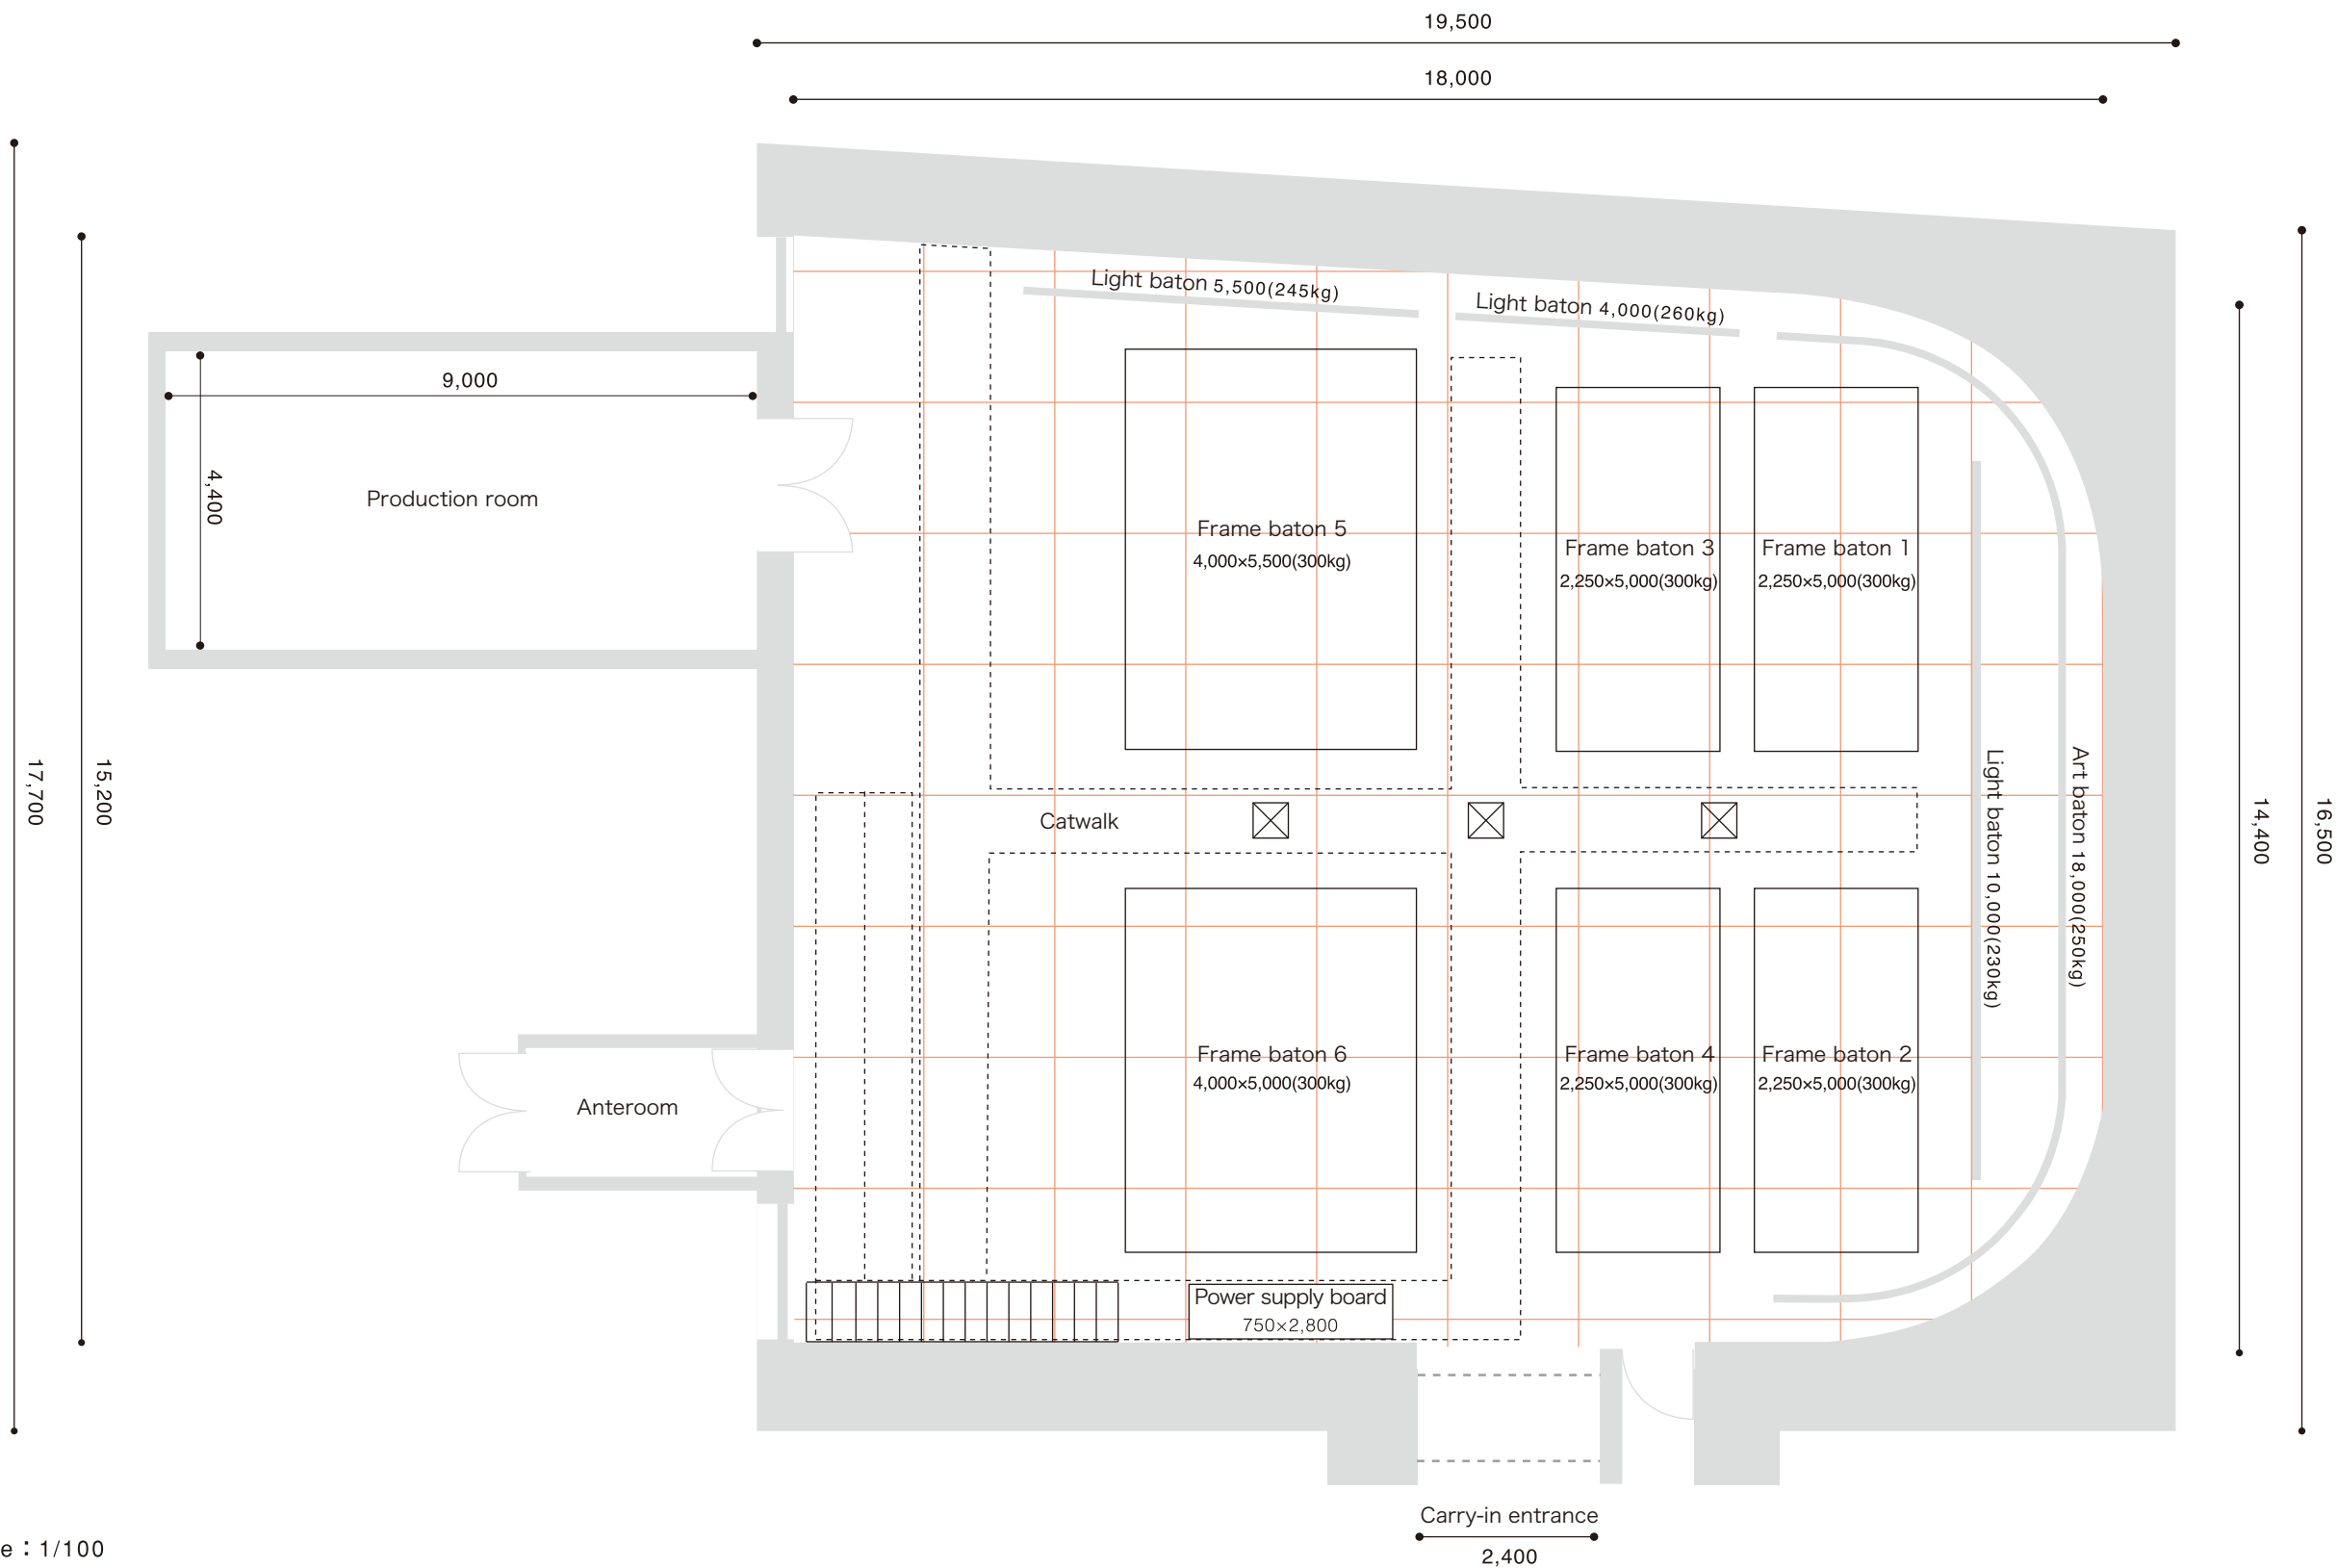 19,500
18,000
Light baton 5,500(245kg)
Light baton 4,000(260kg)
9,000
4,400
Production room
Frame baton 5
4,000×5,500(300kg)
Frame baton 3
2,250×5,000(300kg)
Frame baton 1
2,250×5,000(300kg)
17,700
15,200
Catwalk
Light baton 10,000(230kg)
Art baton 18,000(250kg)
14,400
16,500
Frame baton 6
4,000×5,000(300kg)
Frame baton 4
2,250×5,000(300kg)
Frame baton 2
2,250×5,000(300kg)
Anteroom
Power supply board
750×2,800
Carry-in entrance
2,400
e：1/100